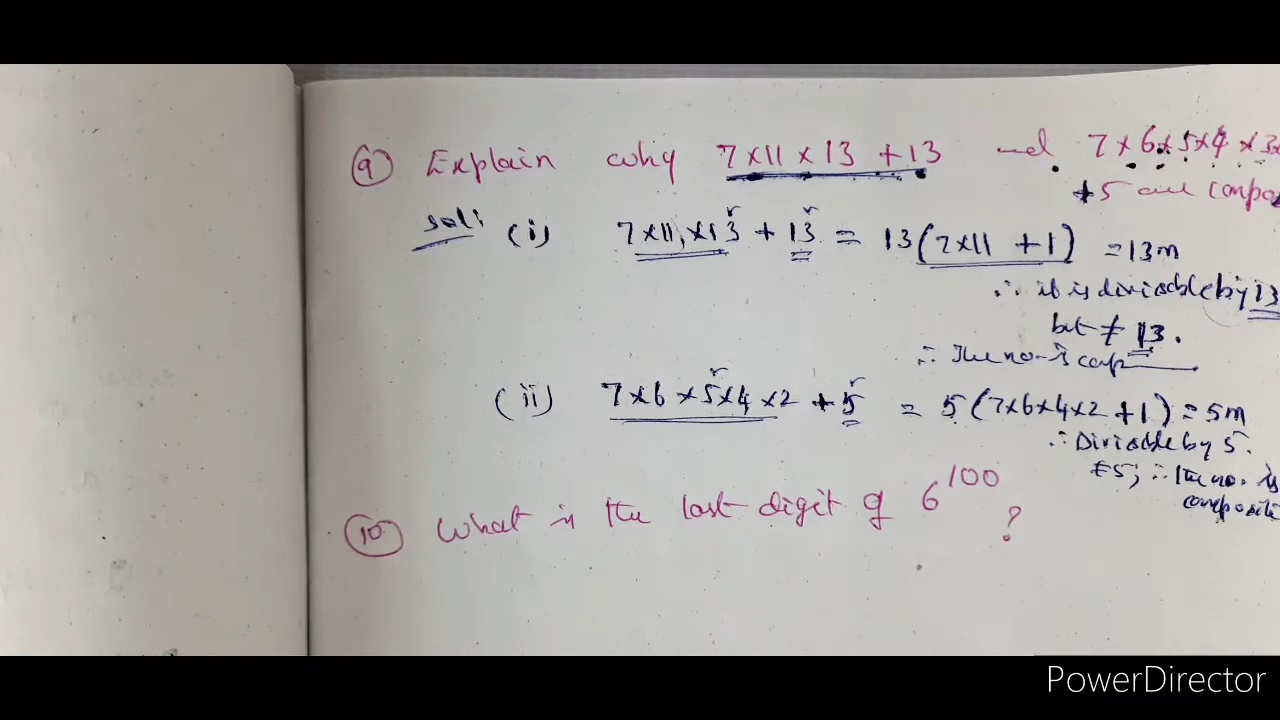 9 Explain why 7×11×13 +13 and 7×6×5×4×3×
+5 are compo
sol: (i) 7×11×13 + 13 = 13(7×11 +1) = 13m
∴ it is divisable by 13
but ≠ 13.
∴ The no. is
(ii) 7×6×5×4×2 + 5 = 5(7×6×4×2 +1) = 5m
∴ Divisable by 5.
≠ 5; ∴ The no. is
composite
10 What is the last digit of 6^100 ?
PowerDirector